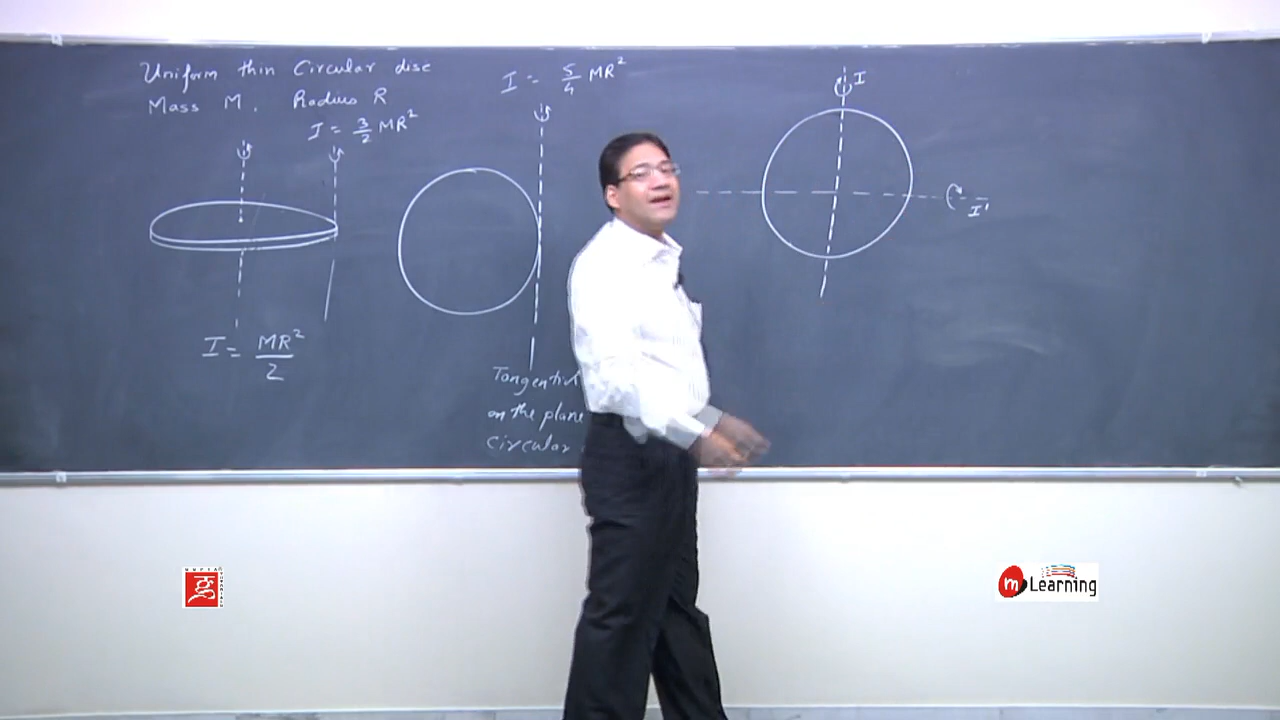 Uniform thin Circular disc
Mass M. Radius R
I = 3/2 MR²
I = MR²/2
I = 5/4 MR²
Tangential
on the plane
Circular
I
I'
m Learning